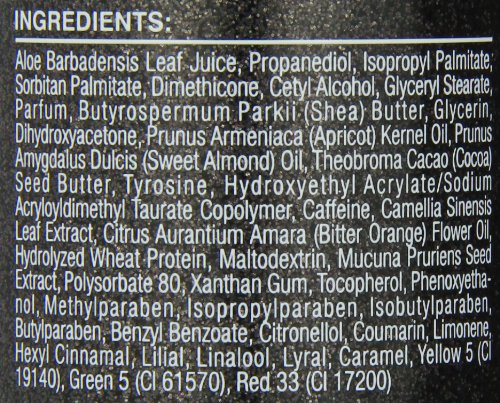 INGREDIENTS:
Aloe Barbadensis Leaf Juice, Propanediol, Isopropyl Palmitate,
Sorbitan Palmitate, Dimethicone, Cetyl Alcohol, Glyceryl Stearate,
Parfum, Butyrospermum Parkii (Shea) Butter, Glycerin,
Dihydroxyacetone, Prunus Armeniaca (Apricot) Kernel Oil, Prunus
Amygdalus Dulcis (Sweet Almond) Oil, Theobroma Cacao (Cocoa)
Seed Butter, Tyrosine, Hydroxyethyl Acrylate/Sodium
Acryloyldimethyl Taurate Copolymer, Caffeine, Camellia Sinensis
Leaf Extract, Citrus Aurantium Amara (Bitter Orange) Flower Oil,
Hydrolyzed Wheat Protein, Maltodextrin, Mucuna Pruriens Seed
Extract, Polysorbate 80, Xanthan Gum, Tocopherol, Phenoxyetha-
nol, Methylparaben, Isopropylparaben, Isobutylparaben,
Butylparaben, Benzyl Benzoate, Citronellol, Coumarin, Limonene,
Hexyl Cinnamal, Lilial, Linalool, Lyral, Caramel, Yellow 5 (CI
19140), Green 5 (CI 61570), Red 33 (CI 17200)